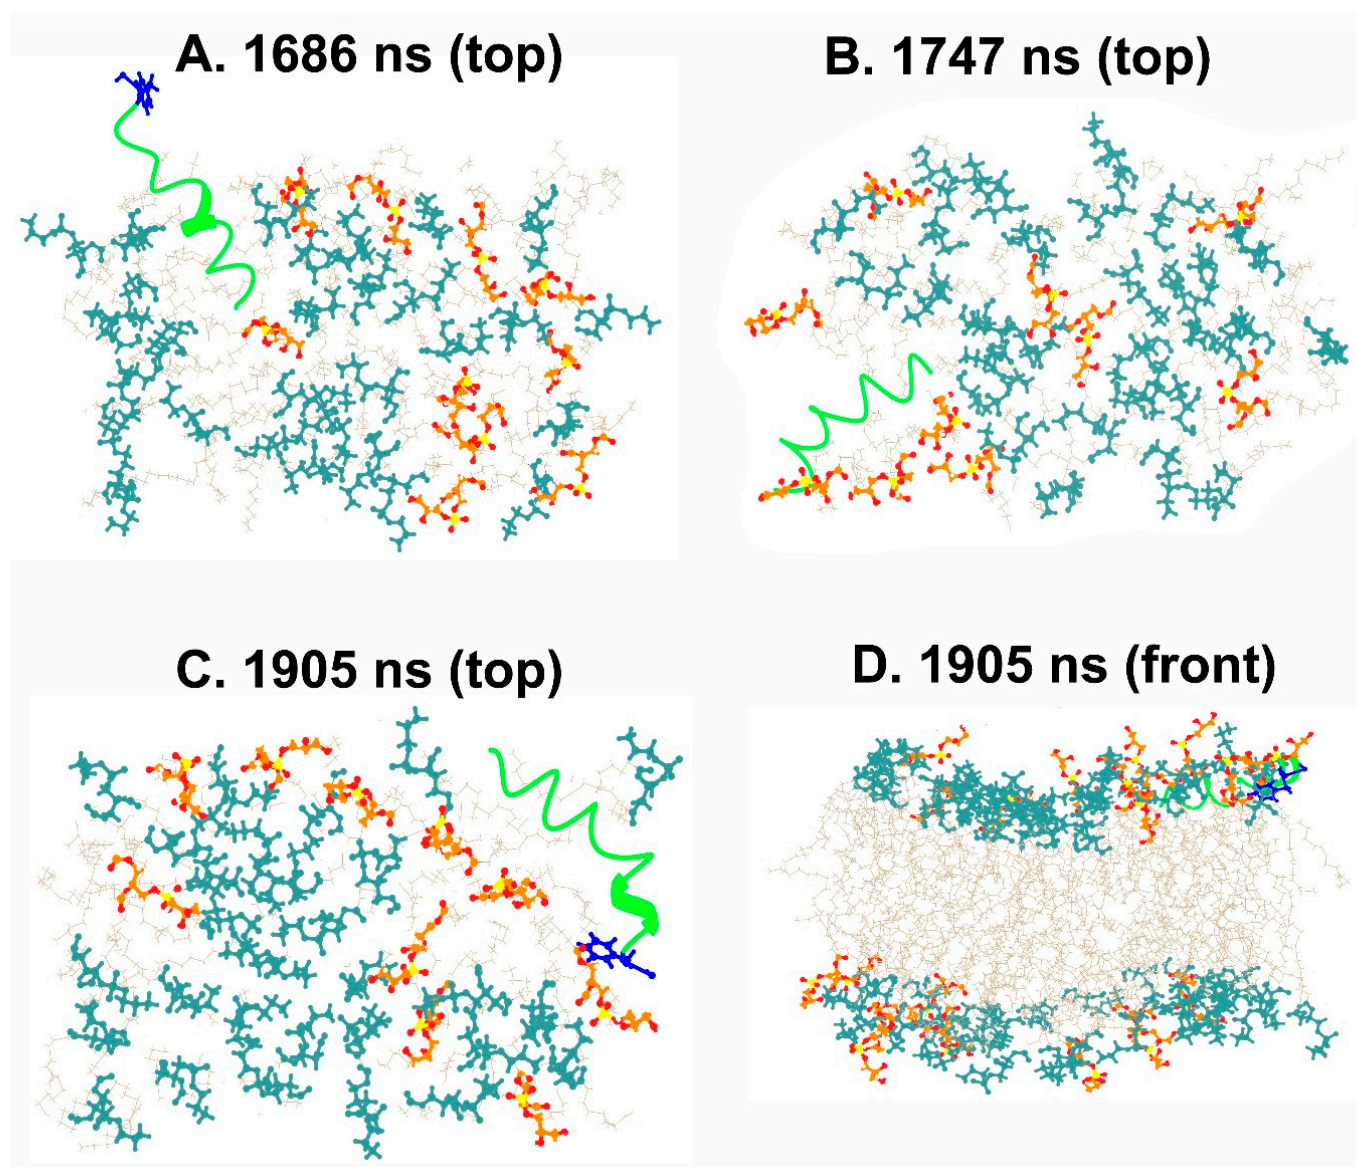 A. 1686 ns (top)
B. 1747 ns (top)
C. 1905 ns (top)
D. 1905 ns (front)